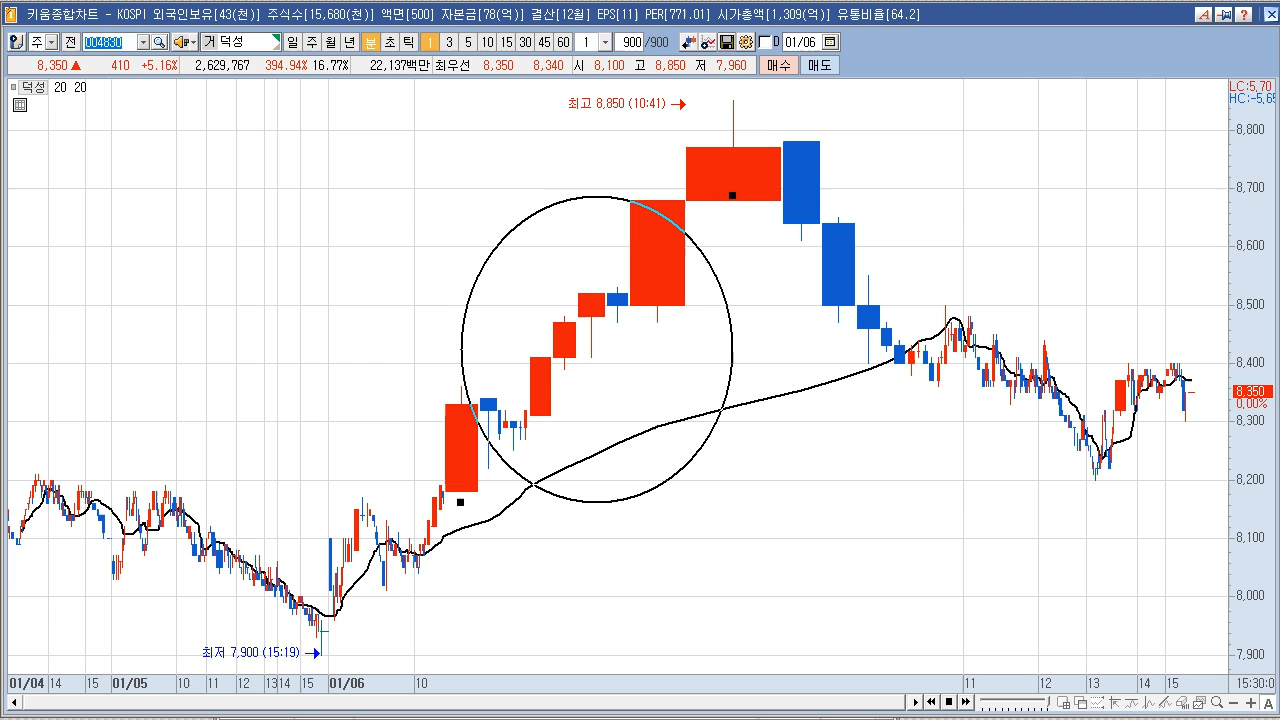 키움종합차트 - KOSPI 외국인보유[43(천)] 주식수[15,680(천)] 액면[500] 자본금[78(억)] 결산[12월] EPS[11] PER[771.01] 시가총액[1,309(억)] 유통비율[64.2]
주 전 004830 거 덕성 일 주 월 년 분 초 틱 1 3 5 10 15 30 45 60 1 900 /900 D 01/06
8,350 ▲ 410 +5.16% 2,629,767 394.94% 16.77% 22,137백만 최우선 8,350 8,340 시 8,100 고 8,850 저 7,960 매수 매도
덕성 20 20
LC:5,70
HC:-5,65
최고 8,850 (10:41)
8,800
8,700
8,600
8,500
8,400
8,350
0.00%
8,300
8,200
8,100
8,000
7,900
최저 7,900 (15:19)
01/04 14 15 01/05 10 11 12 13 14 15 01/06 10 11 12 13 14 15 15:30:0
A